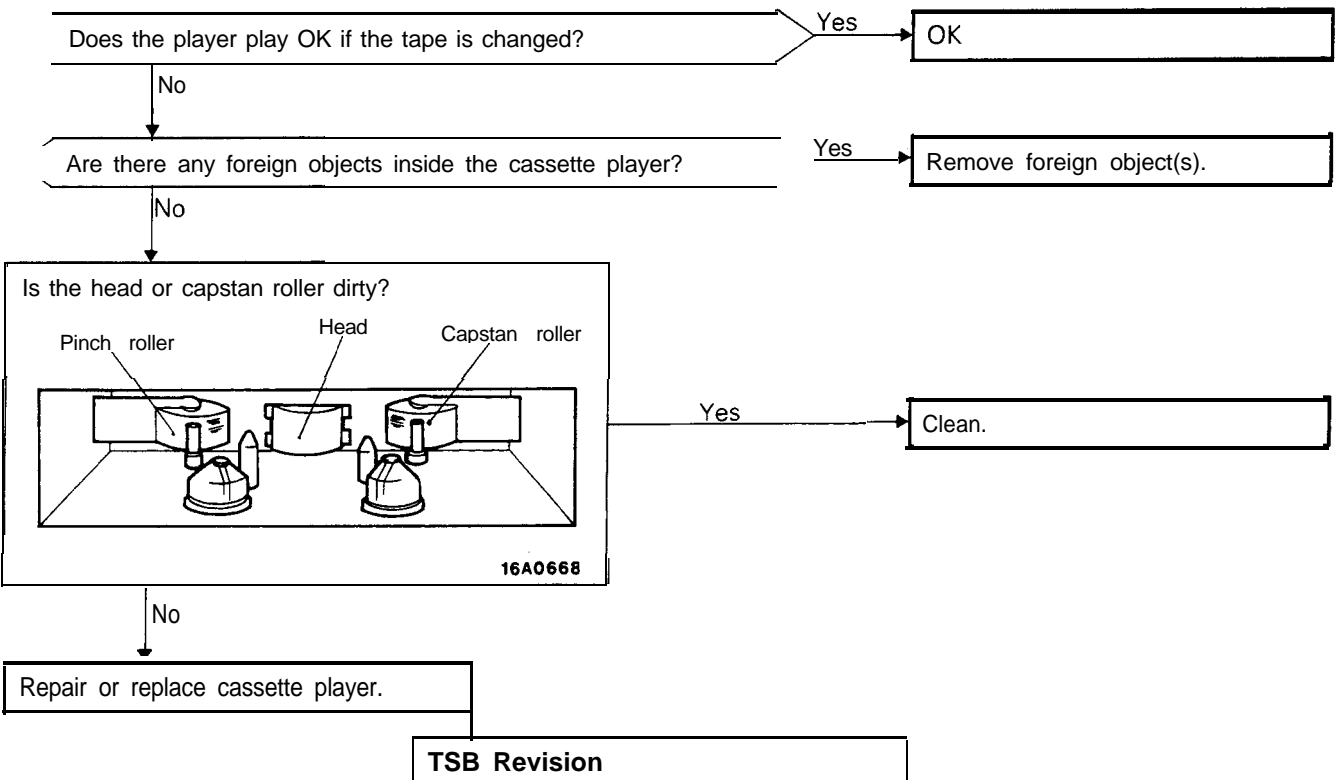 Does the player play OK if the tape is changed?
Yes
OK
No
Are there any foreign objects inside the cassette player?
Yes
Remove foreign object(s).
No
Is the head or capstan roller dirty?
Pinch roller
Head
Capstan roller
Yes
Clean.
16A0668
No
Repair or replace cassette player.
TSB Revision